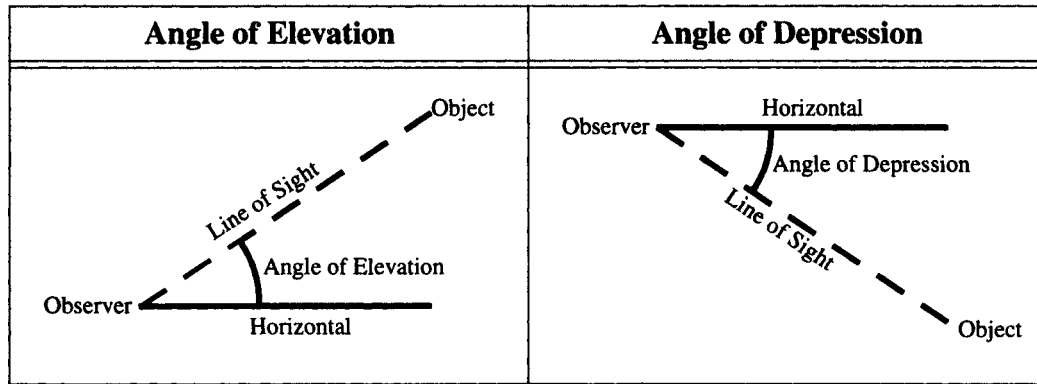 Angle of Elevation
Object
Line of Sight
Angle of Elevation
Observer
Horizontal
Angle of Depression
Horizontal
Observer
Angle of Depression
Line of Sight
Object